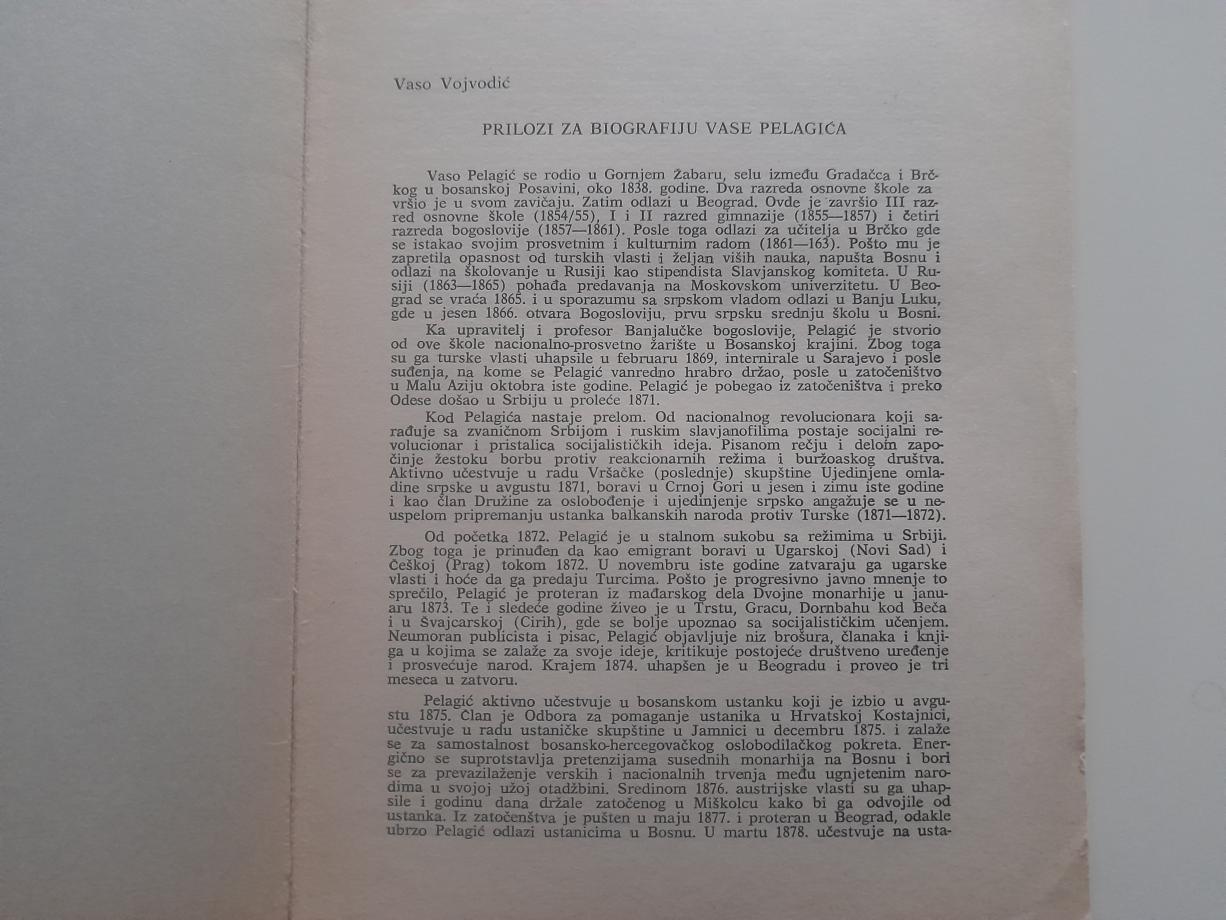 Vaso Vojvodić
PRILOZI ZA BIOGRAFIJU VASE PELAGIĆA
Vaso Pelagić se rodio u Gornjem Žabaru, selu između Gradačca i Brč-
kog u bosanskoj Posavini, oko 1838. godine. Dva razreda osnovne škole za
vršio je u svom zavičaju. Zatim odlazi u Beograd. Ovde je završio III raz-
red osnovne škole (1854/55), I i II razred gimnazije (1855—1857) i četiri
razreda bogoslovije (1857—1861). Posle toga odlazi za učitelja u Brčko gde
se istakao svojim prosvetnim i kulturnim radom (1861—163). Pošto mu je
zapretila opasnost od turskih vlasti i željan viših nauka, napušta Bosnu i
odlazi na školovanje u Rusiji kao stipendista Slavjanskog komiteta. U Ru-
siji (1863—1865) pohađa predavanja na Moskovskom univerzitetu. U Beo-
grad se vraća 1865. i u sporazumu sa srpskom vladom odlazi u Banju Luku,
gde u jesen 1866. otvara Bogosloviju, prvu srpsku srednju školu u Bosni.
Ka upravitelj i profesor Banjalučke bogoslovije, Pelagić je stvorio
od ove škole nacionalno-prosvetno žarište u Bosanskoj krajini. Zbog toga
su ga turske vlasti uhapsile u februaru 1869, internirale u Sarajevo i posle
suđenja, na kome se Pelagić vanredno hrabro držao, posle u zatočeništvo
u Malu Aziju oktobra iste godine. Pelagić je pobegao iz zatočeništva i preko
Odese došao u Srbiju u proleće 1871.
Kod Pelagića nastaje prelom. Od nacionalnog revolucionara koji sa-
rađuje sa zvaničnom Srbijom i ruskim slavjanofilima postaje socijalni re-
volucionar i pristalica socijalističkih ideja. Pisanom rečju i delom zapo-
činje žestoku borbu protiv reakcionarnih režima i buržoaskog društva.
Aktivno učestvuje u radu Vršačke (poslednje) skupštine Ujedinjene omla-
dine srpske u avgustu 1871, boravi u Crnoj Gori u jesen i zimu iste godine
i kao član Družine za oslobođenje i ujedinjenje srpsko angažuje se u ne-
uspelom pripremanju ustanka balkanskih naroda protiv Turske (1871—1872).
Od početka 1872. Pelagić je u stalnom sukobu sa režimima u Srbiji.
Zbog toga je prinuđen da kao emigrant boravi u Ugarskoj (Novi Sad) i
Češkoj (Prag) tokom 1872. U novembru iste godine zatvaraju ga ugarske
vlasti i hoće da ga predaju Turcima. Pošto je progresivno javno mnenje to
sprečilo, Pelagić je proteran iz mađarskog dela Dvojne monarhije u janu-
aru 1873. Te i sledeće godine živeo je u Trstu, Gracu, Dornbahu kod Beča
i u Švajcarskoj (Cirih), gde se bolje upoznao sa socijalističkim učenjem.
Neumoran publicista i pisac, Pelagić objavljuje niz brošura, članaka i knji-
ga u kojima se zalaže za svoje ideje, kritikuje postojeće društveno uređenje
i prosvećuje narod. Krajem 1874. uhapšen je u Beogradu i proveo je tri
meseca u zatvoru.
Pelagić aktivno učestvuje u bosanskom ustanku koji je izbio u avgu-
stu 1875. Član je Odbora za pomaganje ustanika u Hrvatskoj Kostajnici,
učestvuje u radu ustaničke skupštine u Jamnici u decembru 1875. i zalaže
se za samostalnost bosansko-hercegovačkog oslobodilačkog pokreta. Ener-
gično se suprotstavlja pretenzijama susednih monarhija na Bosnu i bori
se za prevazilaženje verskih i nacionalnih trvenja među ugnjetenim naro-
dima u svojoj užoj otadžbini. Sredinom 1876. austrijske vlasti su ga uhap-
sile i godinu dana držale zatočenog u Miškolcu kako bi ga odvojile od
ustanka. Iz zatočenštva je pušten u maju 1877. i proteran u Beograd, odakle
ubrzo Pelagić odlazi ustanicima u Bosnu. U martu 1878. učestvuje na usta-